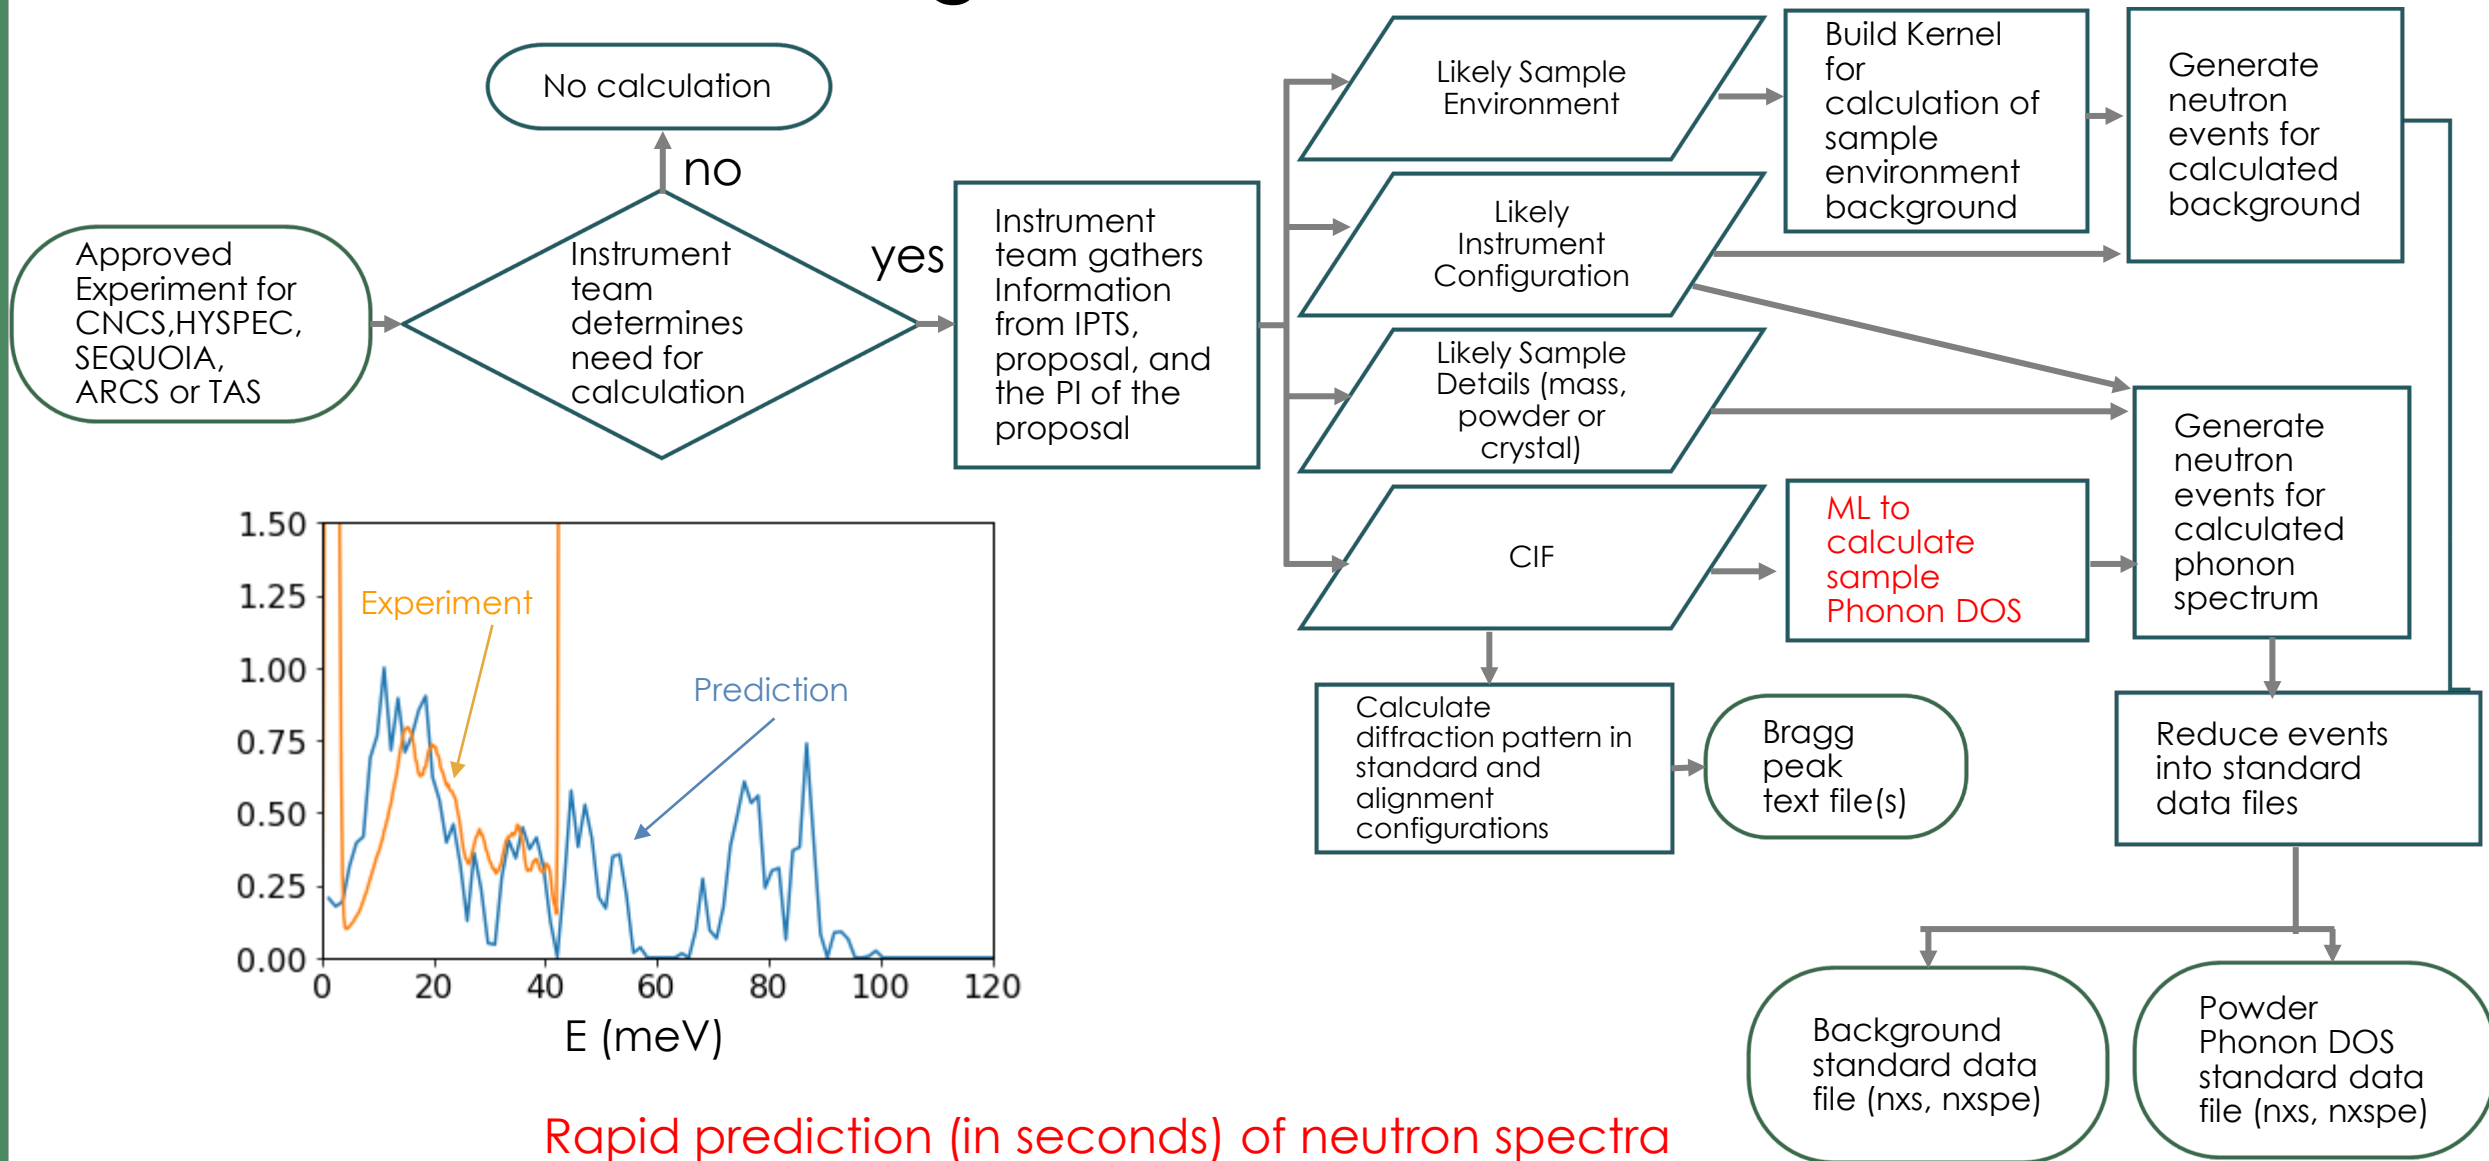 No calculation
no
Approved
Experiment for
CNCS,HYSPEC,
SEQUOIA,
ARCS or TAS
Instrument
team
determines
need for
calculation
yes
Instrument
team gathers
Information
from IPTS,
proposal, and
the PI of the
proposal
Likely Sample
Environment
Build Kernel
for
calculation of
sample
environment
background
Generate
neutron
events for
calculated
background
Likely
Instrument
Configuration
Likely Sample
Details (mass,
powder or
crystal)
CIF
ML to
calculate
sample
Phonon DOS
Generate
neutron
events for
calculated
phonon
spectrum
Calculate
diffraction pattern in
standard and
alignment
configurations
Bragg
peak
text file(s)
Reduce events
into standard
data files
Background
standard data
file (nxs, nxspe)
Powder
Phonon DOS
standard data
file (nxs, nxspe)
1.50
1.25
1.00
0.75
0.50
0.25
0.00
Experiment
Prediction
0 20 40 60 80 100 120
E (meV)
Rapid prediction (in seconds) of neutron spectra